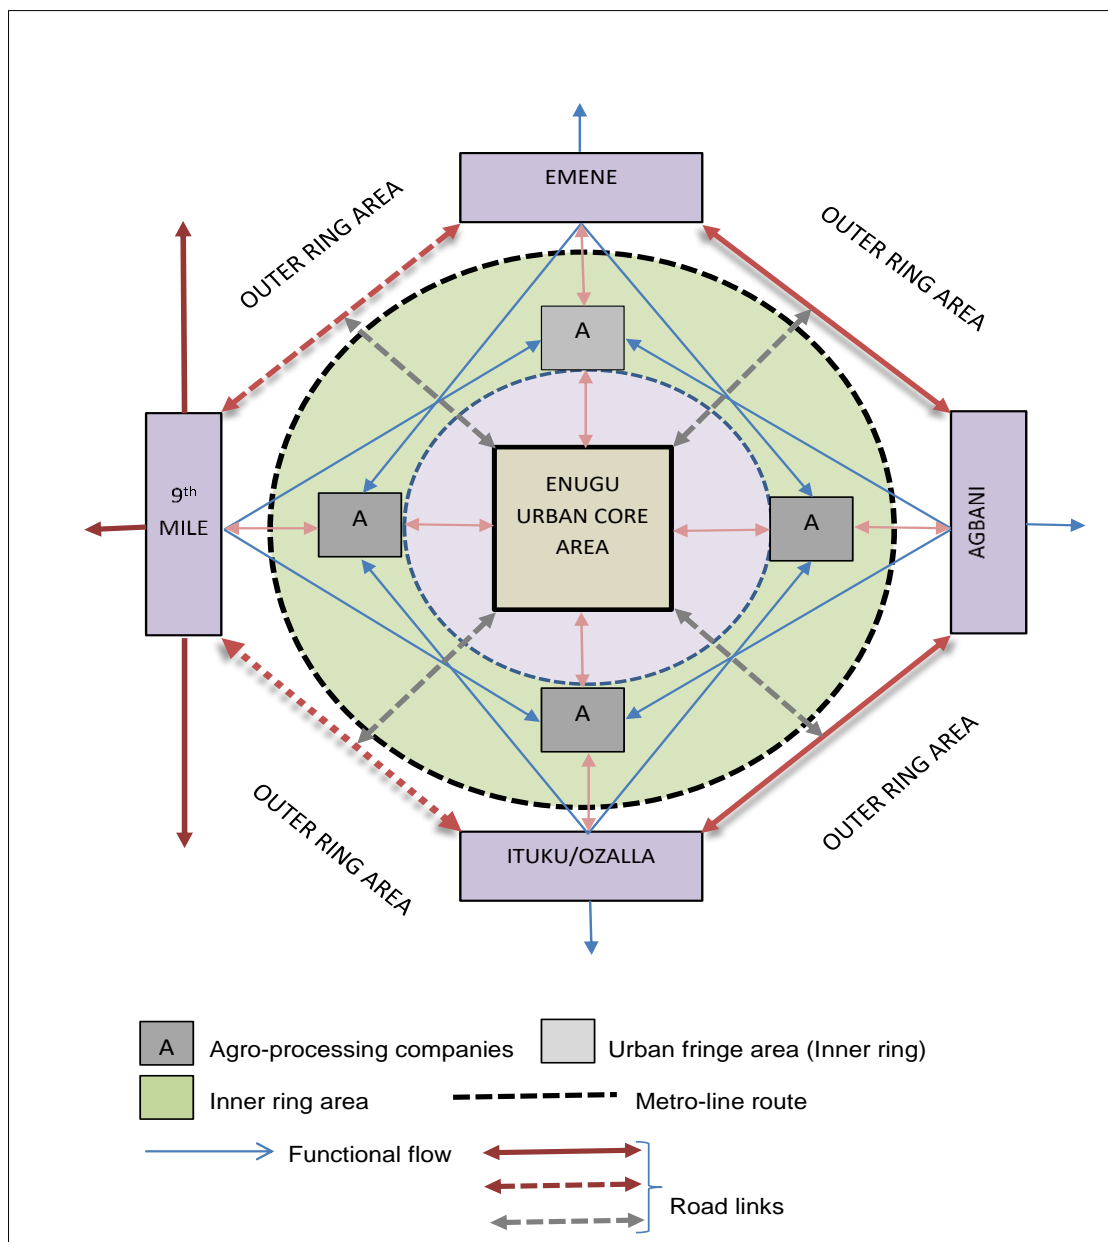 EMENE
OUTER RING AREA
OUTER RING AREA
A
9th
MILE
A
ENUGU
URBAN CORE
AREA
A
AGBANI
A
OUTER RING AREA
OUTER RING AREA
ITUKU/OZALLA
A Agro-processing companies
Urban fringe area (Inner ring)
Inner ring area
Metro-line route
Functional flow
Road links